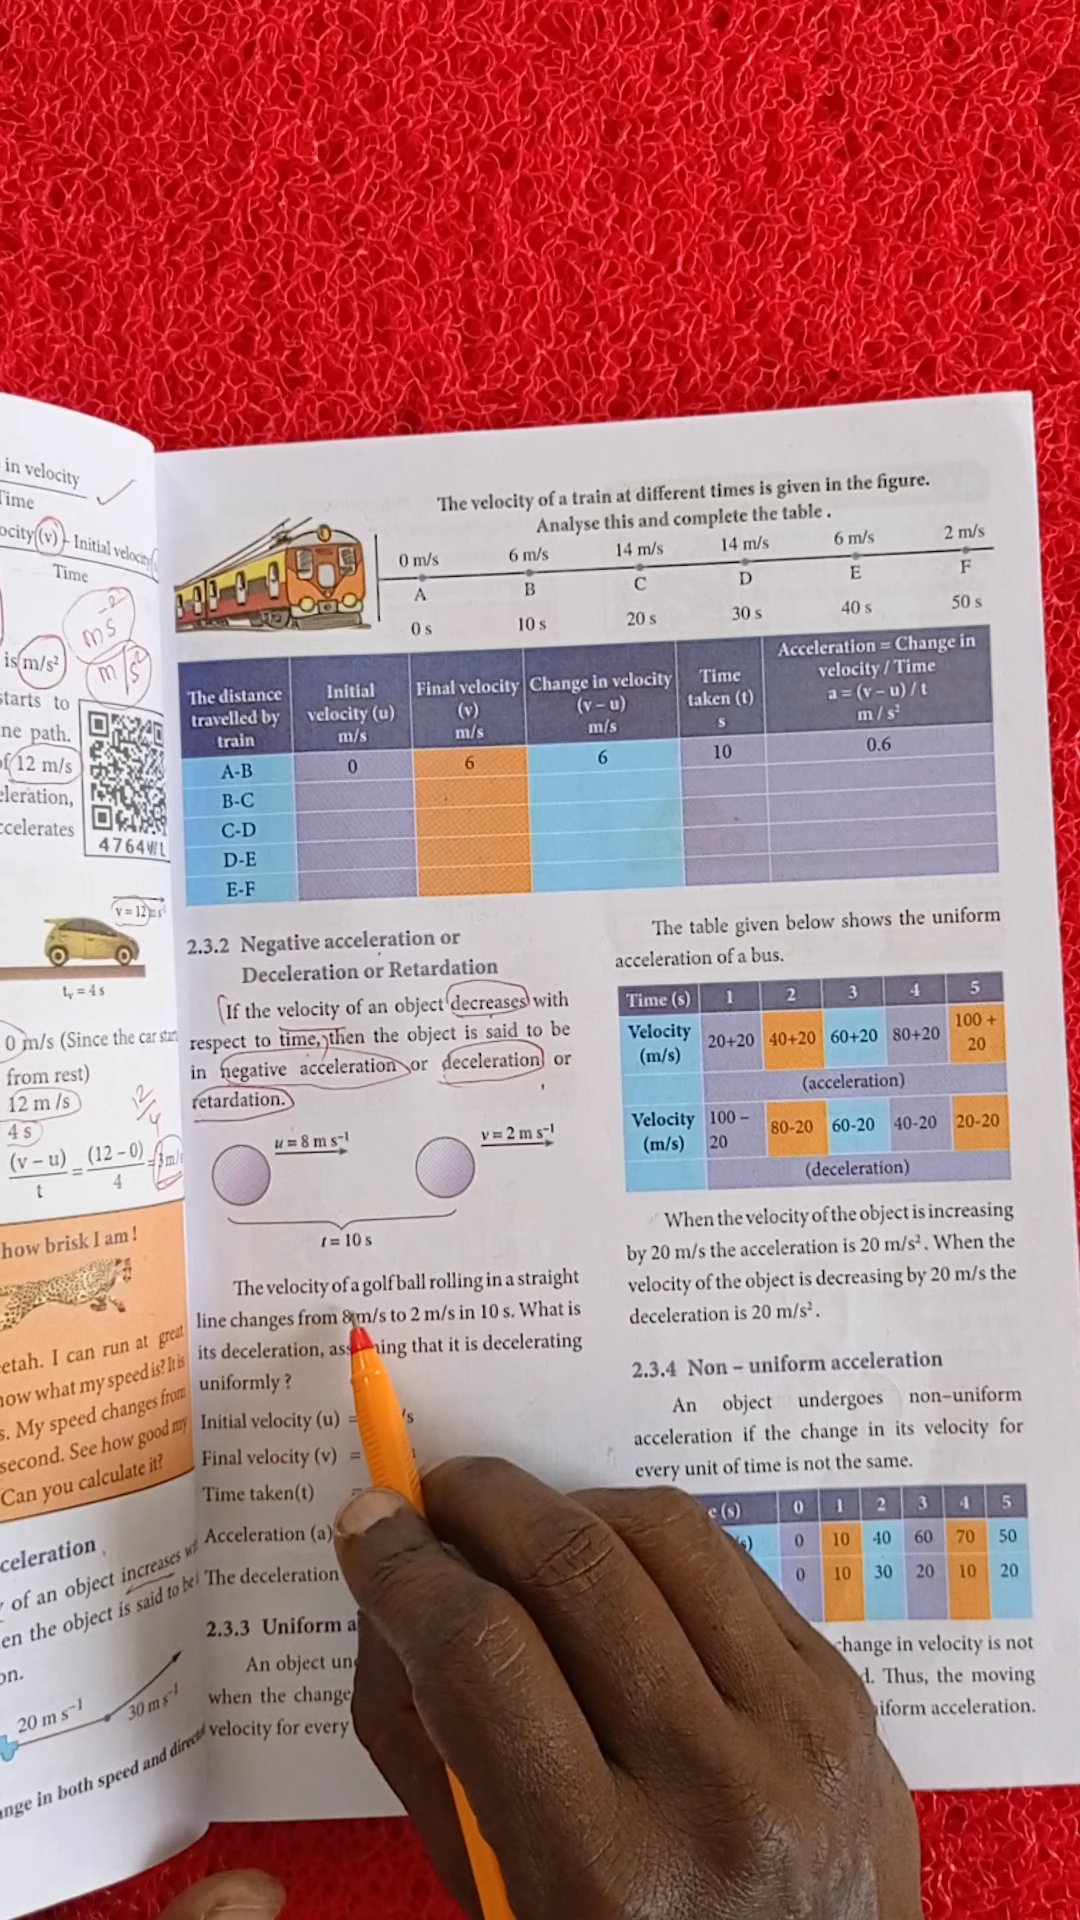 in velocity
Time
ocity (v) – Initial velocity
Time
ms⁻²
m/s²
is m/s²
starts to
ne path.
f 12 m/s
eleration,
ccelerates
4764WL
v = 12 m s
tᵥ = 4 s
0 m/s (Since the car start
from rest)
12 m/s
4 s
12/4
(v – u) = (12 – 0) = 3m/s
t 4
how brisk I am !
etah. I can run at great
now what my speed is? It is
s. My speed changes from
second. See how good my
Can you calculate it?
celeration
of an object increases
en the object is said to be
on.
20 m s⁻¹
30 m s⁻¹
nge in both speed and direct
The velocity of a train at different times is given in the figure.
Analyse this and complete the table .
0 m/s 6 m/s 14 m/s 14 m/s 6 m/s 2 m/s
A B C D E F
0 s 10 s 20 s 30 s 40 s 50 s
The distance travelled by train Initial velocity (u) m/s Final velocity (v) m/s Change in velocity (v – u) m/s Time taken (t) s Acceleration = Change in velocity / Time a = (v – u) / t m / s²
A-B 0 6 6 10 0.6
B-C
C-D
D-E
E-F
2.3.2 Negative acceleration or
Deceleration or Retardation
If the velocity of an object decreases with
respect to time, then the object is said to be
in negative acceleration or deceleration or
retardation.
u = 8 m s⁻¹ v = 2 m s⁻¹
t = 10 s
The velocity of a golf ball rolling in a straight
line changes from 8 m/s to 2 m/s in 10 s. What is
its deceleration, ing that it is decelerating
uniformly ?
Initial velocity (u) = /s
Final velocity (v) =
Time taken(t) =
Acceleration (a)
The deceleration
2.3.3 Uniform a
An object un
when the change
velocity for every
The table given below shows the uniform
acceleration of a bus.
Time (s) 1 2 3 4 5
Velocity (m/s) 20+20 40+20 60+20 80+20 100 + 20
(acceleration)
Velocity (m/s) 100 – 20 80-20 60-20 40-20 20-20
(deceleration)
When the velocity of the object is increasing
by 20 m/s the acceleration is 20 m/s². When the
velocity of the object is decreasing by 20 m/s the
deceleration is 20 m/s².
2.3.4 Non – uniform acceleration
An object undergoes non-uniform
acceleration if the change in its velocity for
every unit of time is not the same.
e (s) 0 1 2 3 4 5
s) 0 10 40 60 70 50
0 10 30 20 10 20
change in velocity is not
d. Thus, the moving
iform acceleration.